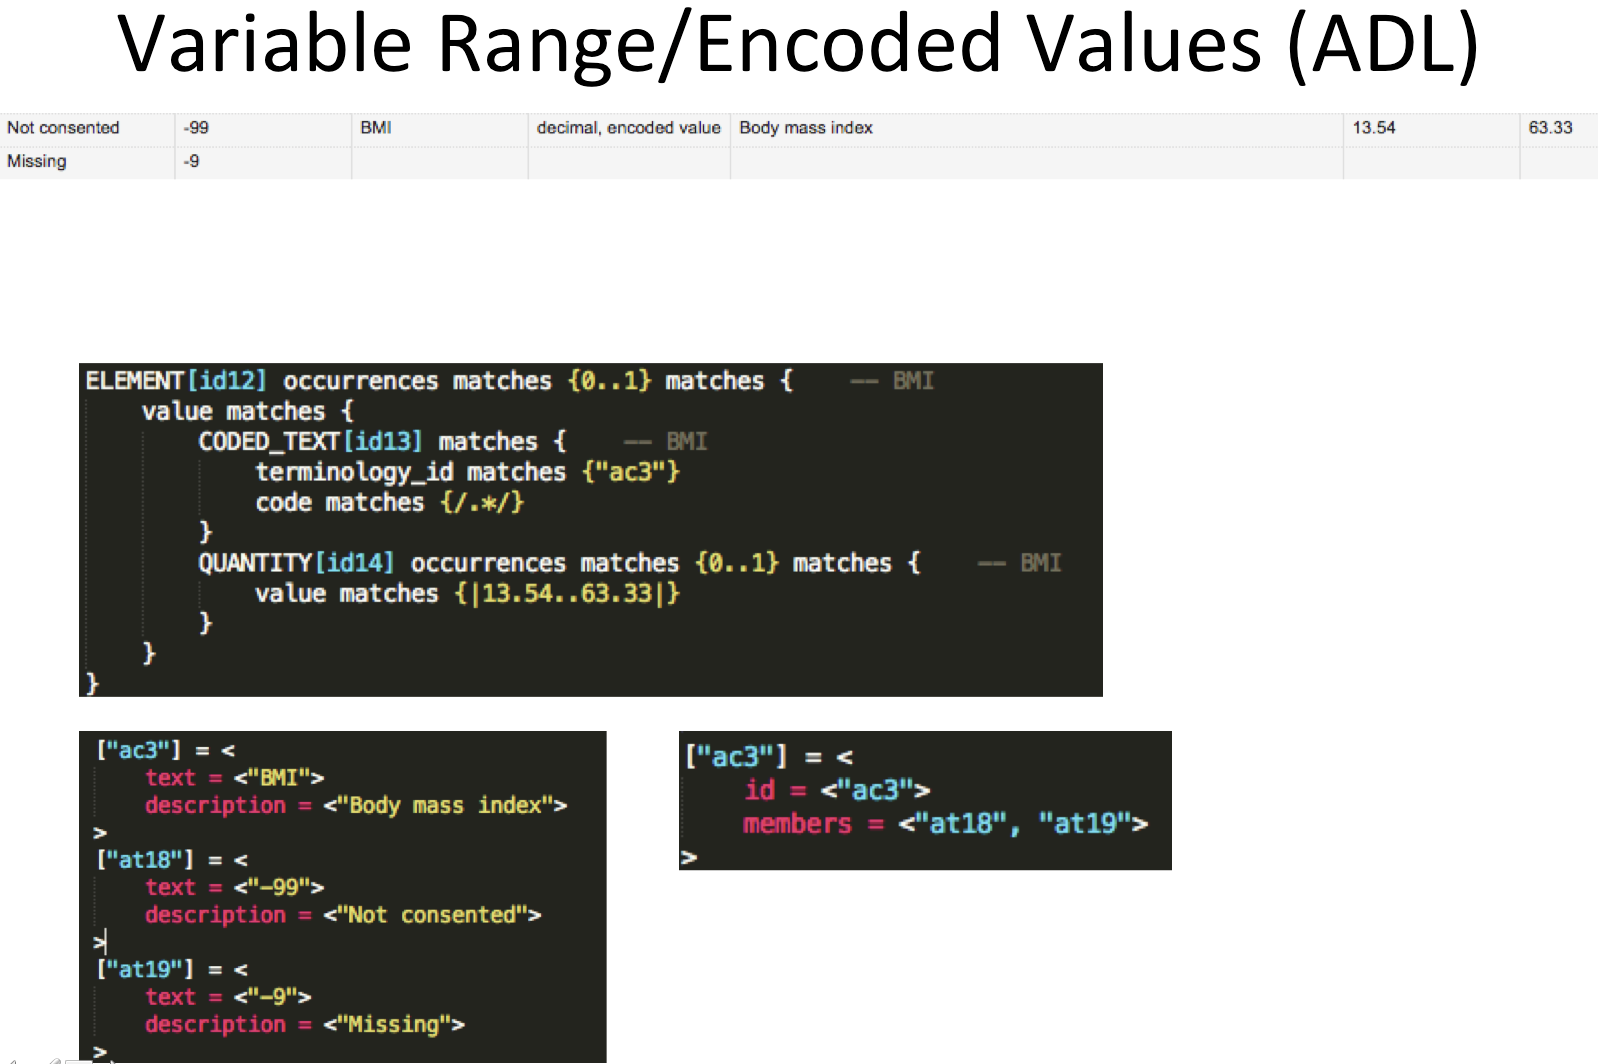 Variable Range/Encoded Values (ADL)
Not consented -99 BMI decimal, encoded value Body mass index 13.54 63.33
Missing -9
ELEMENT[id12] occurrences matches {0..1} matches { -- BMI
value matches {
CODED_TEXT[id13] matches { -- BMI
terminology_id matches {"ac3"}
code matches {/.*/}
}
QUANTITY[id14] occurrences matches {0..1} matches { -- BMI
value matches {|13.54..63.33|}
}
}
}
["ac3"] = <
text = <"BMI">
description = <"Body mass index">
>
["at18"] = <
text = <"-99">
description = <"Not consented">
>
["at19"] = <
text = <"-9">
description = <"Missing">
>
["ac3"] = <
id = <"ac3">
members = <"at18", "at19">
>